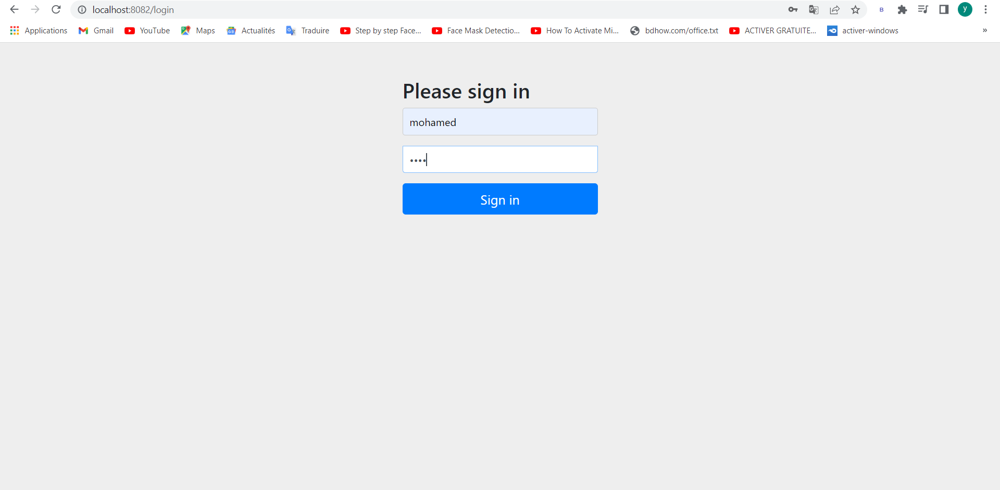 localhost:8082/login
B
y
Applications Gmail YouTube Maps Actualités Traduire Step by step Face... Face Mask Detectio... How To Activate Mi... bdhow.com/office.txt ACTIVER GRATUITE... activer-windows »
Please sign in
mohamed
••••
Sign in